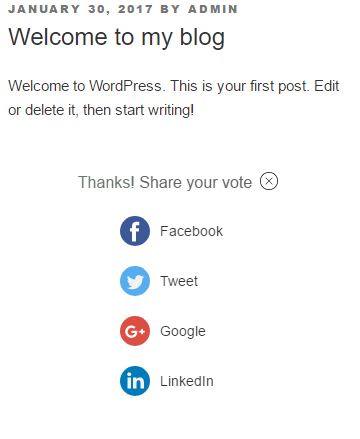 JANUARY 30, 2017 BY ADMIN
Welcome to my blog
Welcome to WordPress. This is your first post. Edit
or delete it, then start writing!
Thanks! Share your vote
f Facebook
Tweet
G+ Google
in LinkedIn